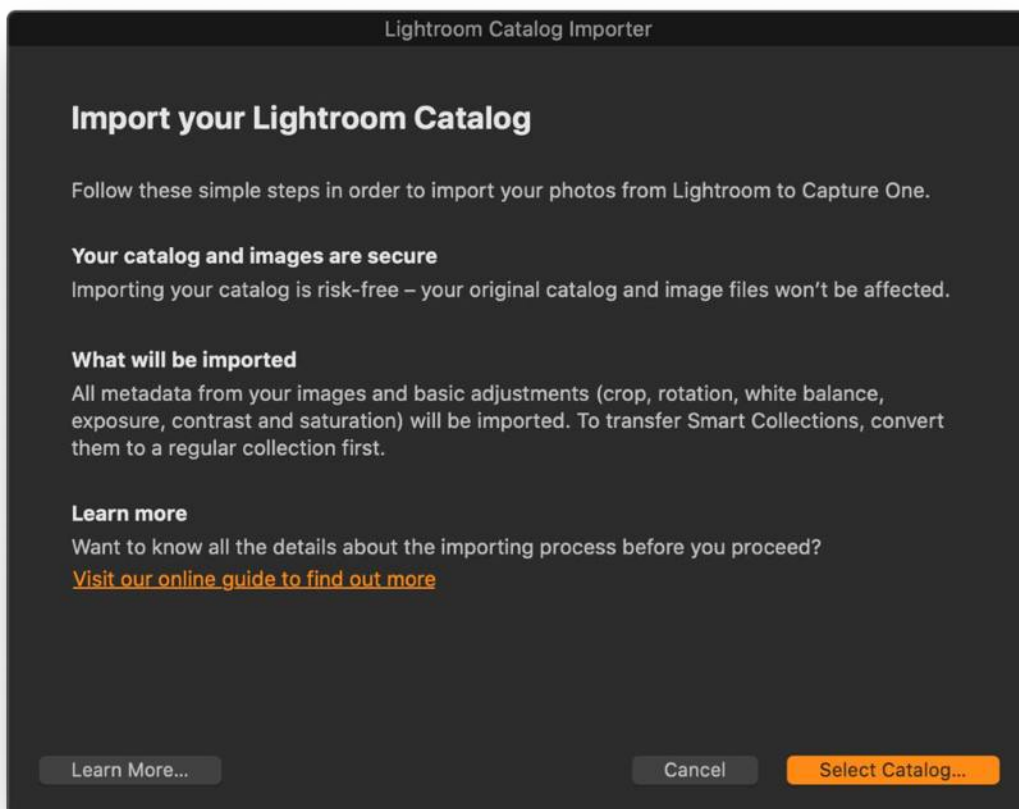 Lightroom Catalog Importer
Import your Lightroom Catalog
Follow these simple steps in order to import your photos from Lightroom to Capture One.
Your catalog and images are secure
Importing your catalog is risk-free – your original catalog and image files won’t be affected.
What will be imported
All metadata from your images and basic adjustments (crop, rotation, white balance,
exposure, contrast and saturation) will be imported. To transfer Smart Collections, convert
them to a regular collection first.
Learn more
Want to know all the details about the importing process before you proceed?
Visit our online guide to find out more
Learn More...
Cancel
Select Catalog...